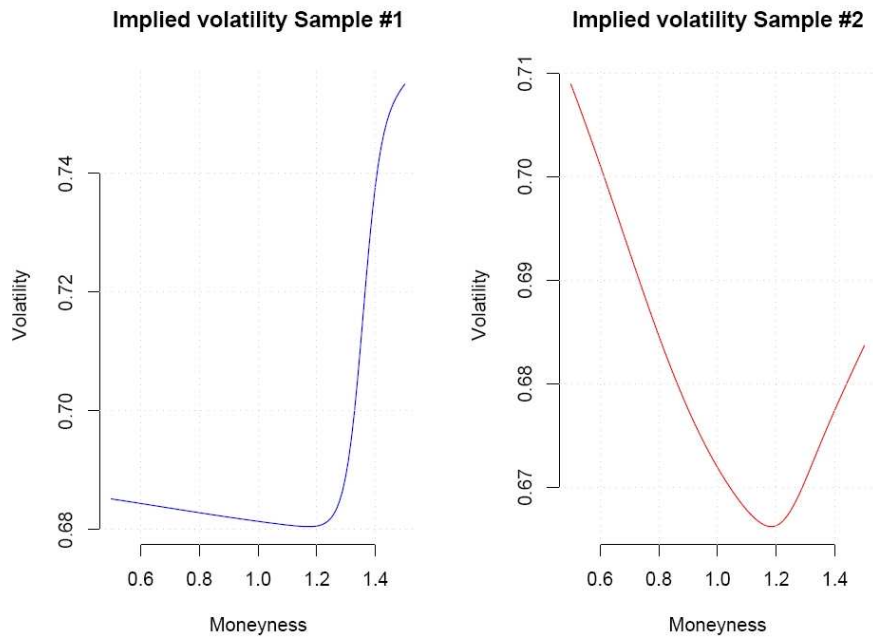 Implied volatility Sample #1
Volatility
0.74
0.72
0.70
0.68
0.6 0.8 1.0 1.2 1.4
Moneyness
Implied volatility Sample #2
Volatility
0.71
0.70
0.69
0.68
0.67
0.6 0.8 1.0 1.2 1.4
Moneyness